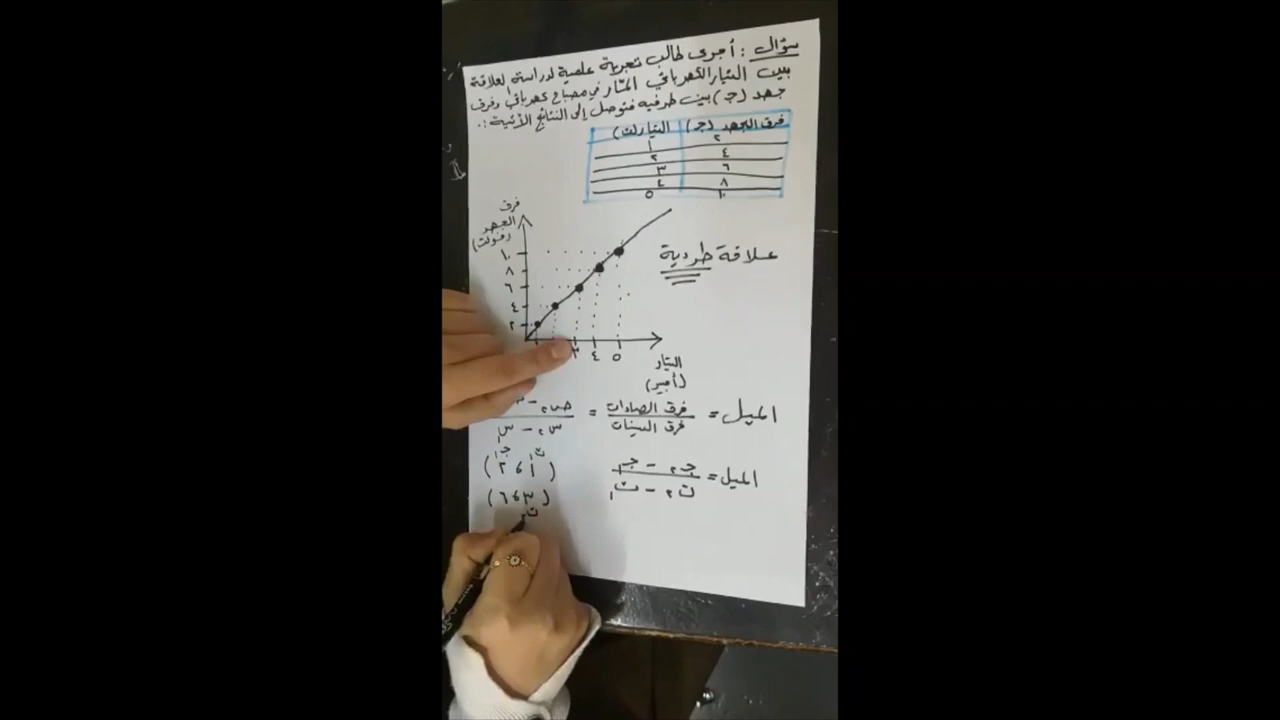 سؤال : أجرى طالب تجربة علمية لدراسة العلاقة
بين التيار الكهربائي المار في مصباح كهربائي وفرق
جهد (جـ) بين طرفيه فتوصل إلى النتائج الآتية :.
فرق الجهد (جـ) التيار(ت)
٢ ١
٤ ٢
٦ ٣
٨ ٤
١٠ ٥
فرق
الجهد
(فولت)
١٠
٨
٦
٤
٢
٣ ٤ ٥
التيار
(أمبير)
علاقة طردية
الميل = فرق الصادات / فرق السينات = ص٢ - / س٢ - س١
الميل = جـ٢ - جـ١ / ت٢ - ت١
ت١ جـ١
(١ ، ٢)
(٣ ، ٦)
ت٢